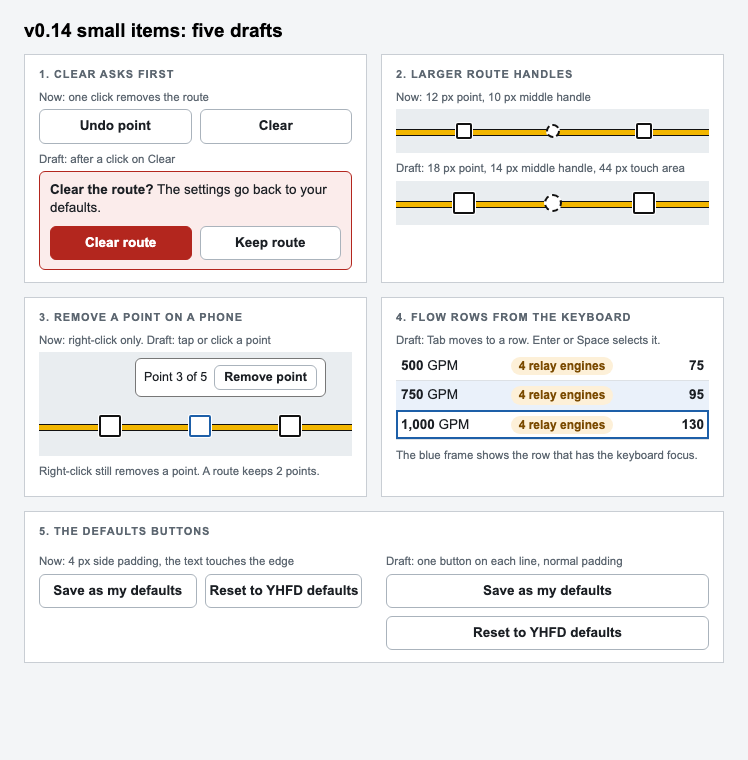 v0.14 small items: five drafts
1. CLEAR ASKS FIRST
Now: one click removes the route
Undo point
Clear
Draft: after a click on Clear
Clear the route? The settings go back to your
defaults.
Clear route
Keep route
2. LARGER ROUTE HANDLES
Now: 12 px point, 10 px middle handle
Draft: 18 px point, 14 px middle handle, 44 px touch area
3. REMOVE A POINT ON A PHONE
Now: right-click only. Draft: tap or click a point
Point 3 of 5
Remove point
Right-click still removes a point. A route keeps 2 points.
4. FLOW ROWS FROM THE KEYBOARD
Draft: Tab moves to a row. Enter or Space selects it.
500 GPM 4 relay engines 75
750 GPM 4 relay engines 95
1,000 GPM 4 relay engines 130
The blue frame shows the row that has the keyboard focus.
5. THE DEFAULTS BUTTONS
Now: 4 px side padding, the text touches the edge
Save as my defaults
Reset to YHFD defaults
Draft: one button on each line, normal padding
Save as my defaults
Reset to YHFD defaults